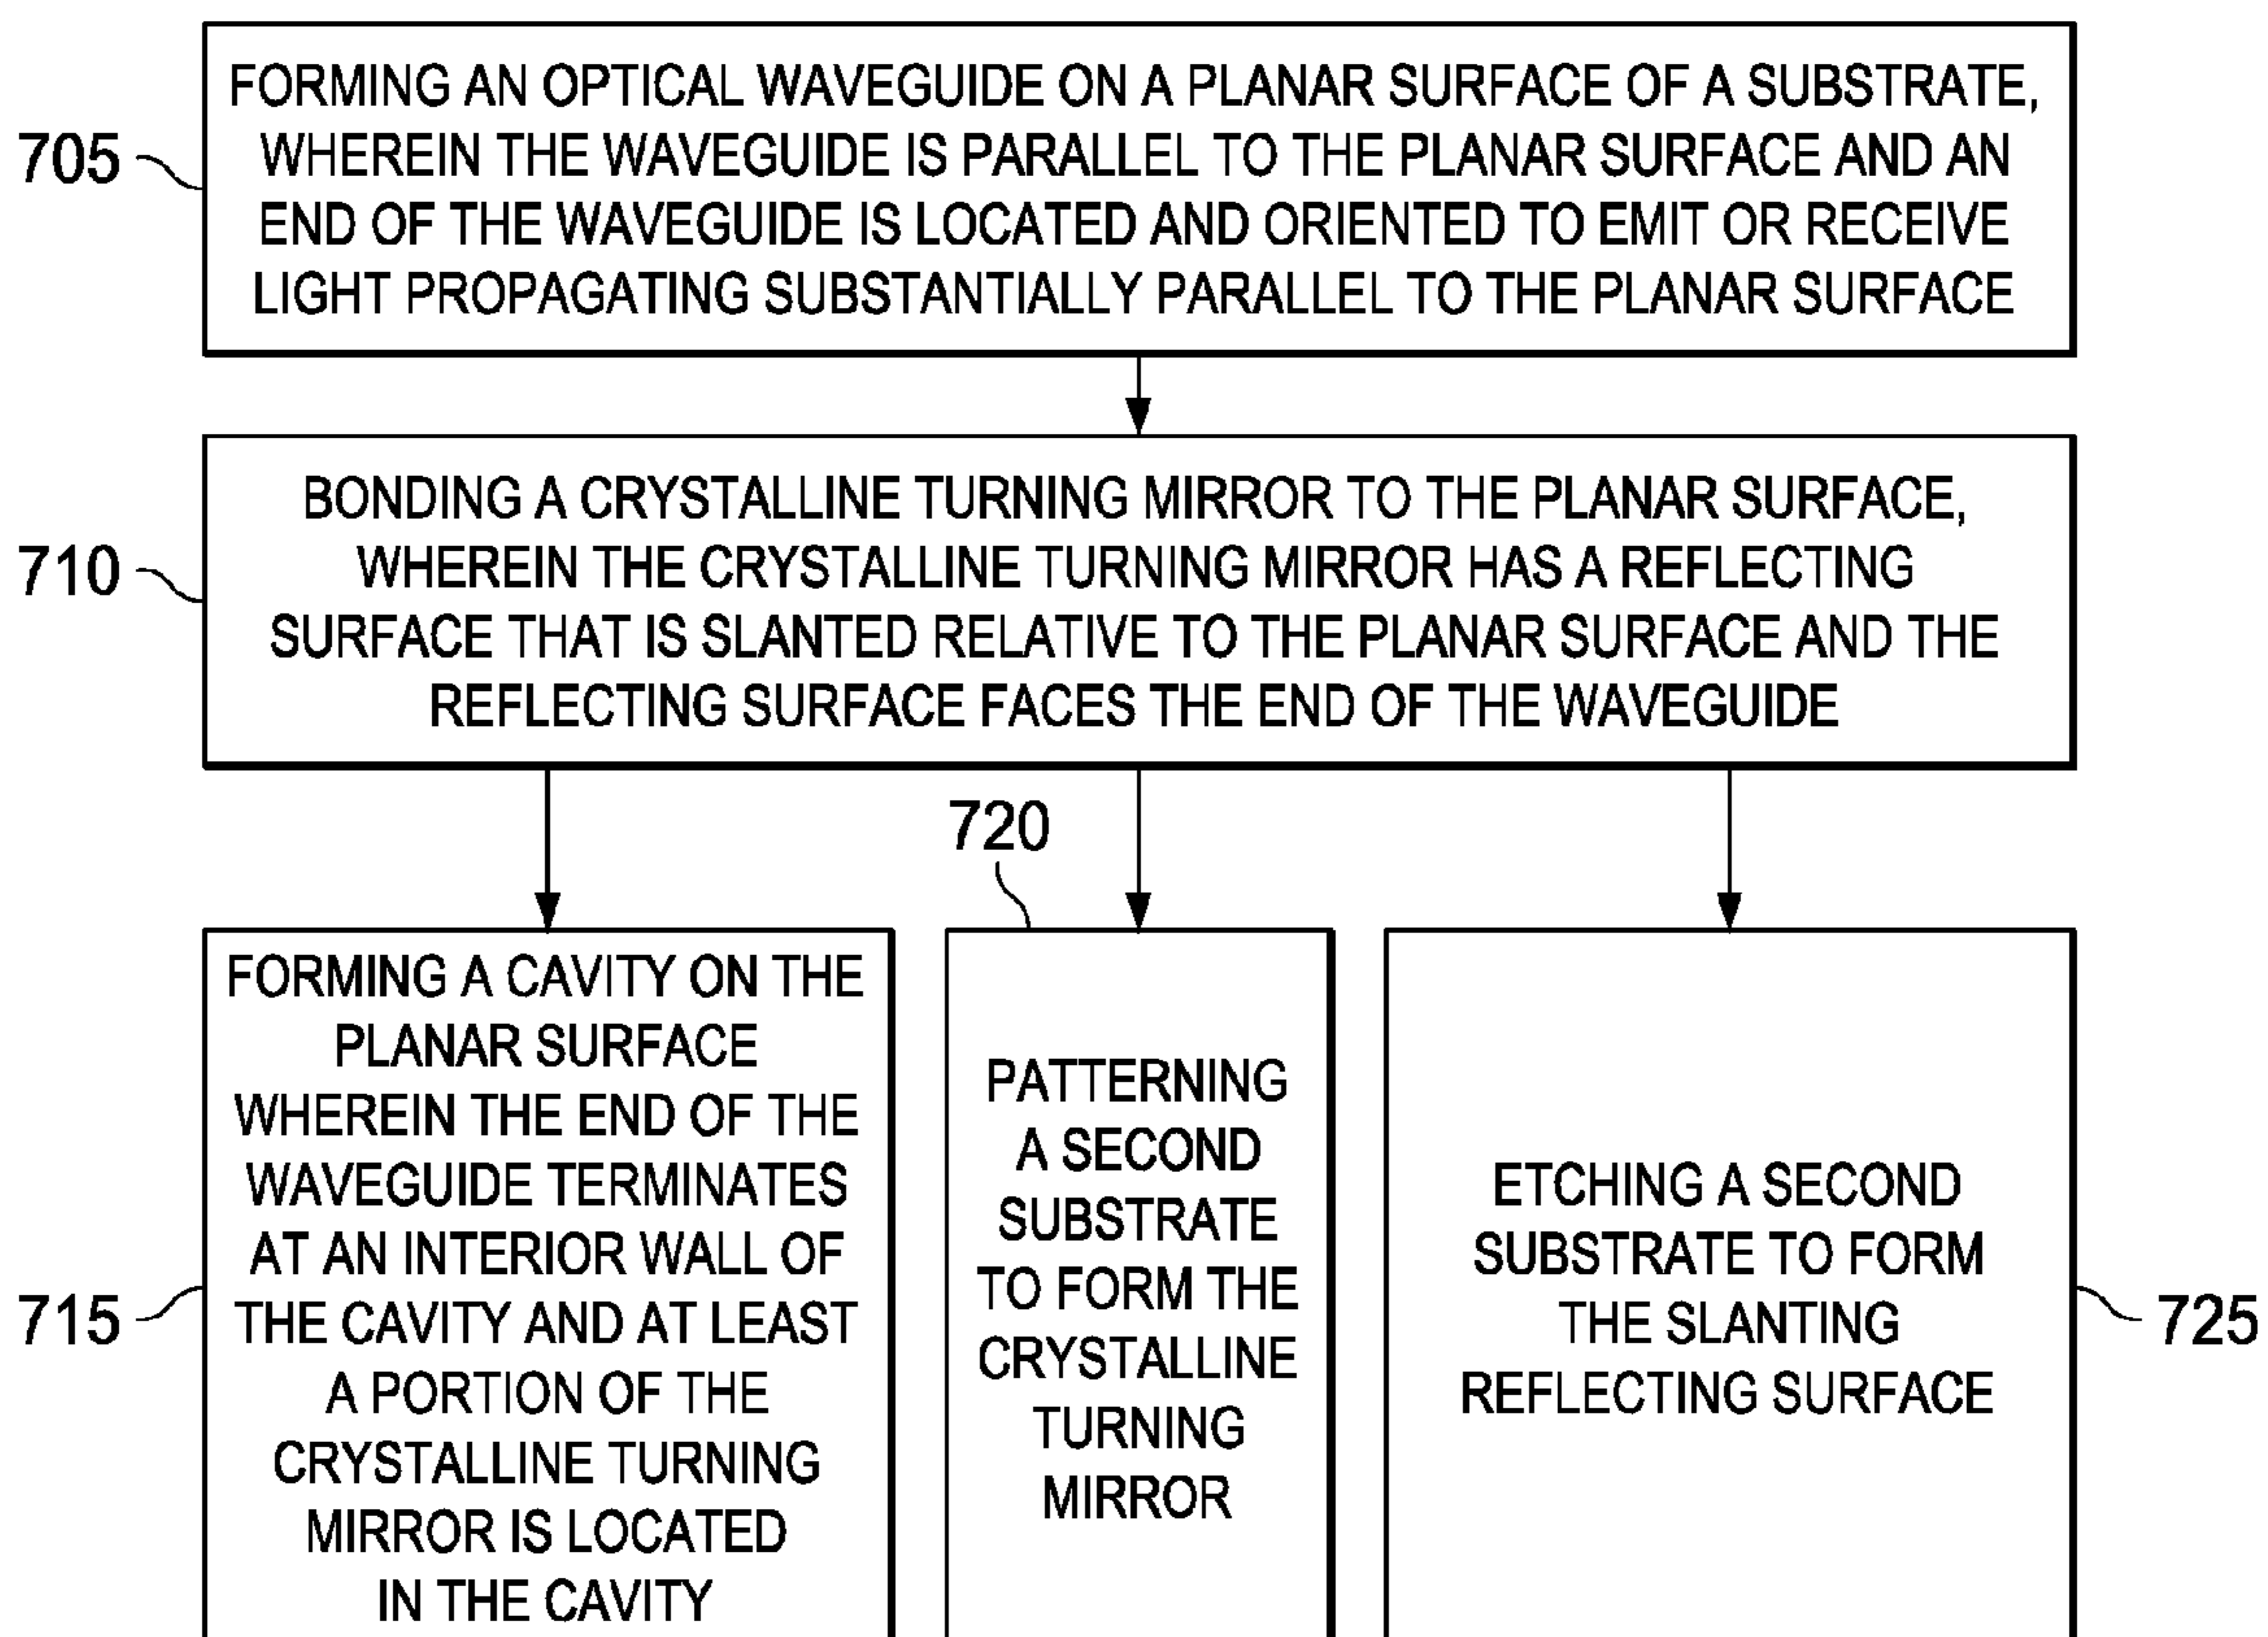 FORMING AN OPTICAL WAVEGUIDE ON A PLANAR SURFACE OF A SUBSTRATE,
WHEREIN THE WAVEGUIDE IS PARALLEL TO THE PLANAR SURFACE AND AN
END OF THE WAVEGUIDE IS LOCATED AND ORIENTED TO EMIT OR RECEIVE
LIGHT PROPAGATING SUBSTANTIALLY PARALLEL TO THE PLANAR SURFACE
705
BONDING A CRYSTALLINE TURNING MIRROR TO THE PLANAR SURFACE,
WHEREIN THE CRYSTALLINE TURNING MIRROR HAS A REFLECTING
SURFACE THAT IS SLANTED RELATIVE TO THE PLANAR SURFACE AND THE
REFLECTING SURFACE FACES THE END OF THE WAVEGUIDE
710
FORMING A CAVITY ON THE
PLANAR SURFACE
WHEREIN THE END OF THE
WAVEGUIDE TERMINATES
AT AN INTERIOR WALL OF
THE CAVITY AND AT LEAST
A PORTION OF THE
CRYSTALLINE TURNING
MIRROR IS LOCATED
IN THE CAVITY
715
720
PATTERNING
A SECOND
SUBSTRATE
TO FORM THE
CRYSTALLINE
TURNING
MIRROR
ETCHING A SECOND
SUBSTRATE TO FORM
THE SLANTING
REFLECTING SURFACE
725